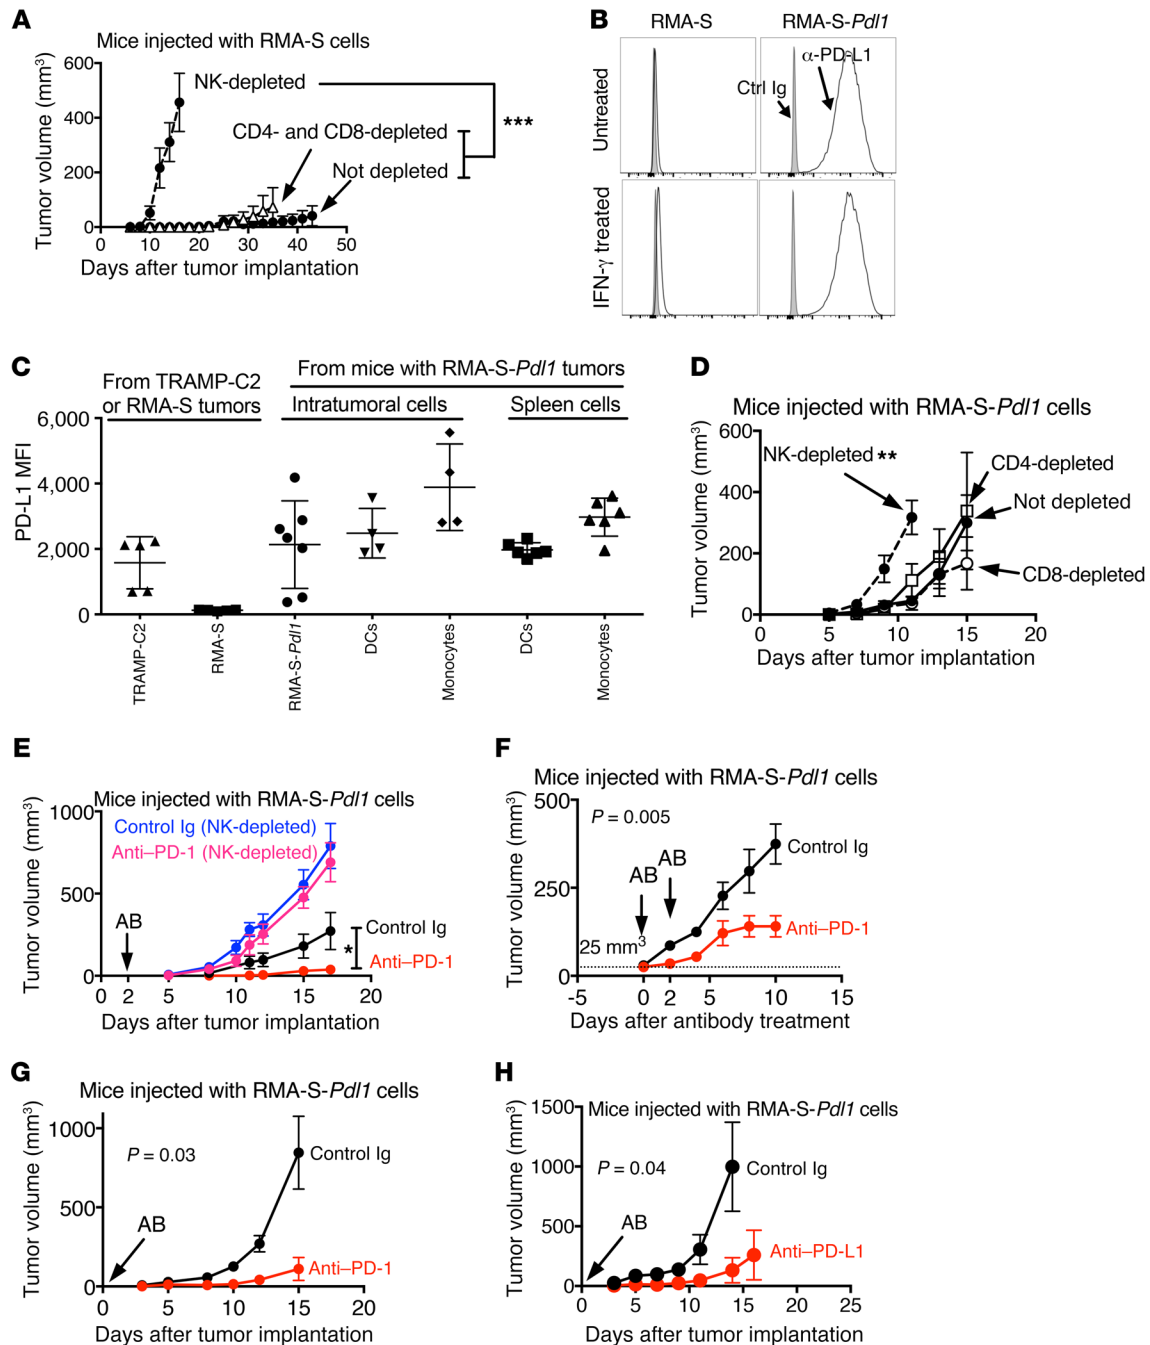 A
Mice injected with RMA-S cells
Tumor volume (mm³)
600
400
200
0
NK-depleted
CD4- and CD8-depleted
Not depleted
***
0 10 20 30 40 50
Days after tumor implantation
B
RMA-S
RMA-S-Pdl1
Untreated
IFN-γ treated
Ctrl Ig
α-PD-L1
C
From TRAMP-C2
or RMA-S tumors
From mice with RMA-S-Pdl1 tumors
Intratumoral cells
Spleen cells
PD-L1 MFI
6,000
4,000
2,000
0
TRAMP-C2
RMA-S
RMA-S-Pdl1
DCs
Monocytes
DCs
Monocytes
D
Mice injected with RMA-S-Pdl1 cells
Tumor volume (mm³)
600
400
200
0
NK-depleted **
CD4-depleted
Not depleted
CD8-depleted
0 5 10 15 20
Days after tumor implantation
E
Mice injected with RMA-S-Pdl1 cells
Tumor volume (mm³)
1000
500
0
Control Ig (NK-depleted)
Anti–PD-1 (NK-depleted)
AB
Control Ig
*
Anti–PD-1
0 2 5 10 15 20
Days after tumor implantation
F
Mice injected with RMA-S-Pdl1 cells
Tumor volume (mm³)
500
250
0
P = 0.005
AB
AB
25 mm³
Control Ig
Anti–PD-1
-5 0 2 5 10 15
Days after antibody treatment
G
Mice injected with RMA-S-Pdl1 cells
Tumor volume (mm³)
1000
500
0
P = 0.03
AB
Control Ig
Anti–PD-1
0 5 10 15 20
Days after tumor implantation
H
Mice injected with RMA-S-Pdl1 cells
Tumor volume (mm³)
1500
1000
500
0
P = 0.04
AB
Control Ig
Anti–PD-L1
0 5 10 15 20 25
Days after tumor implantation